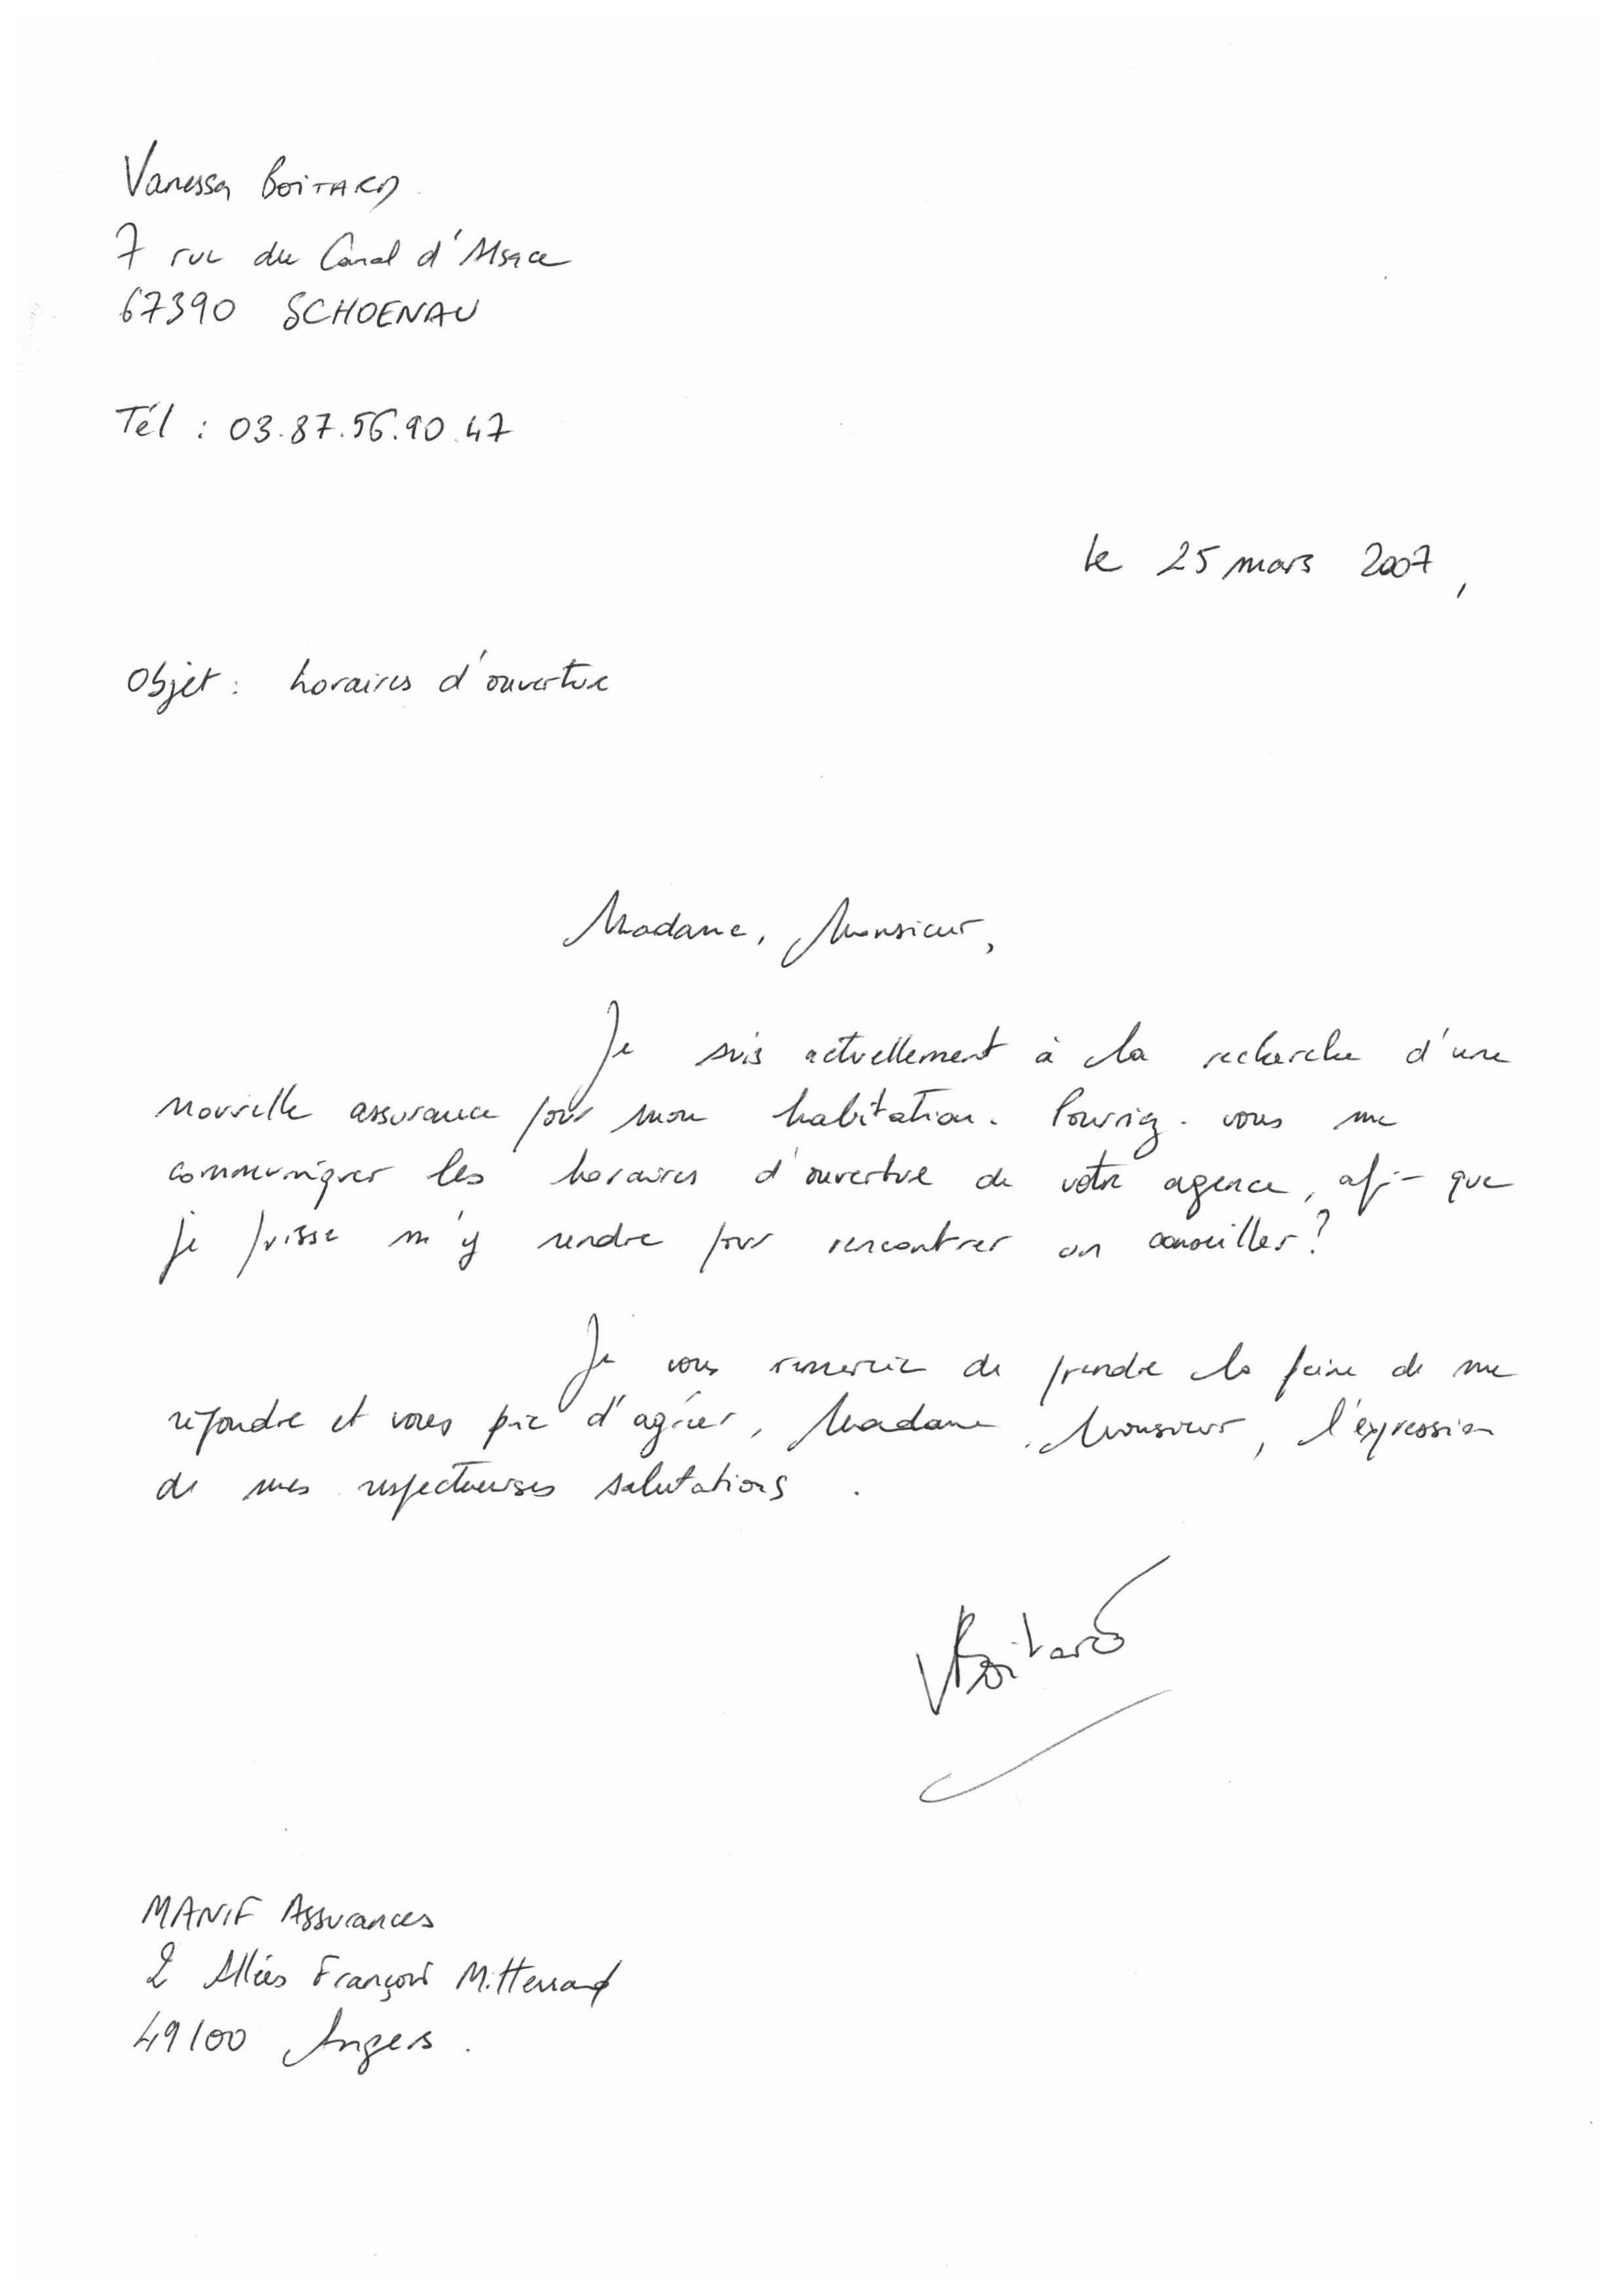 Vanessa BOITARD
7 rue du Canal d'Alsace
67390 SCHOENAU
Tél : 03.87.56.90.47
le 25 mars 2007,
Objet : horaires d'ouverture
Madame, Monsieur,
Je suis actuellement à la recherche d'une
nouvelle assurance pour mon habitation. Pourriez-vous me
communiquer les horaires d'ouverture de votre agence, afin que
je puisse m'y rendre pour rencontrer un conseiller ?
Je vous remercie de prendre la peine de me
répondre et vous prie d'agréer, Madame, Monsieur, l'expression
de mes respectueuses salutations.
VBoitard
MANIF Assurances
2 Allées François Mitterrand
49100 Angers.